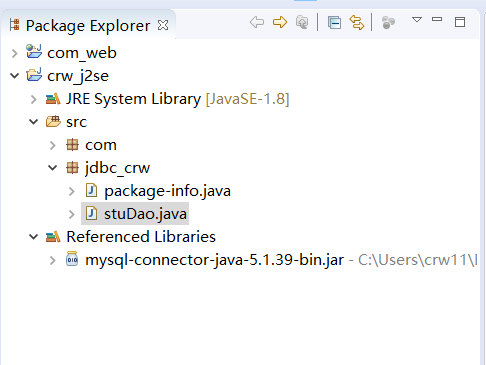 Package Explorer
com_web
crw_j2se
JRE System Library [JavaSE-1.8]
src
com
jdbc_crw
package-info.java
stuDao.java
Referenced Libraries
mysql-connector-java-5.1.39-bin.jar - C:\Users\crw11\